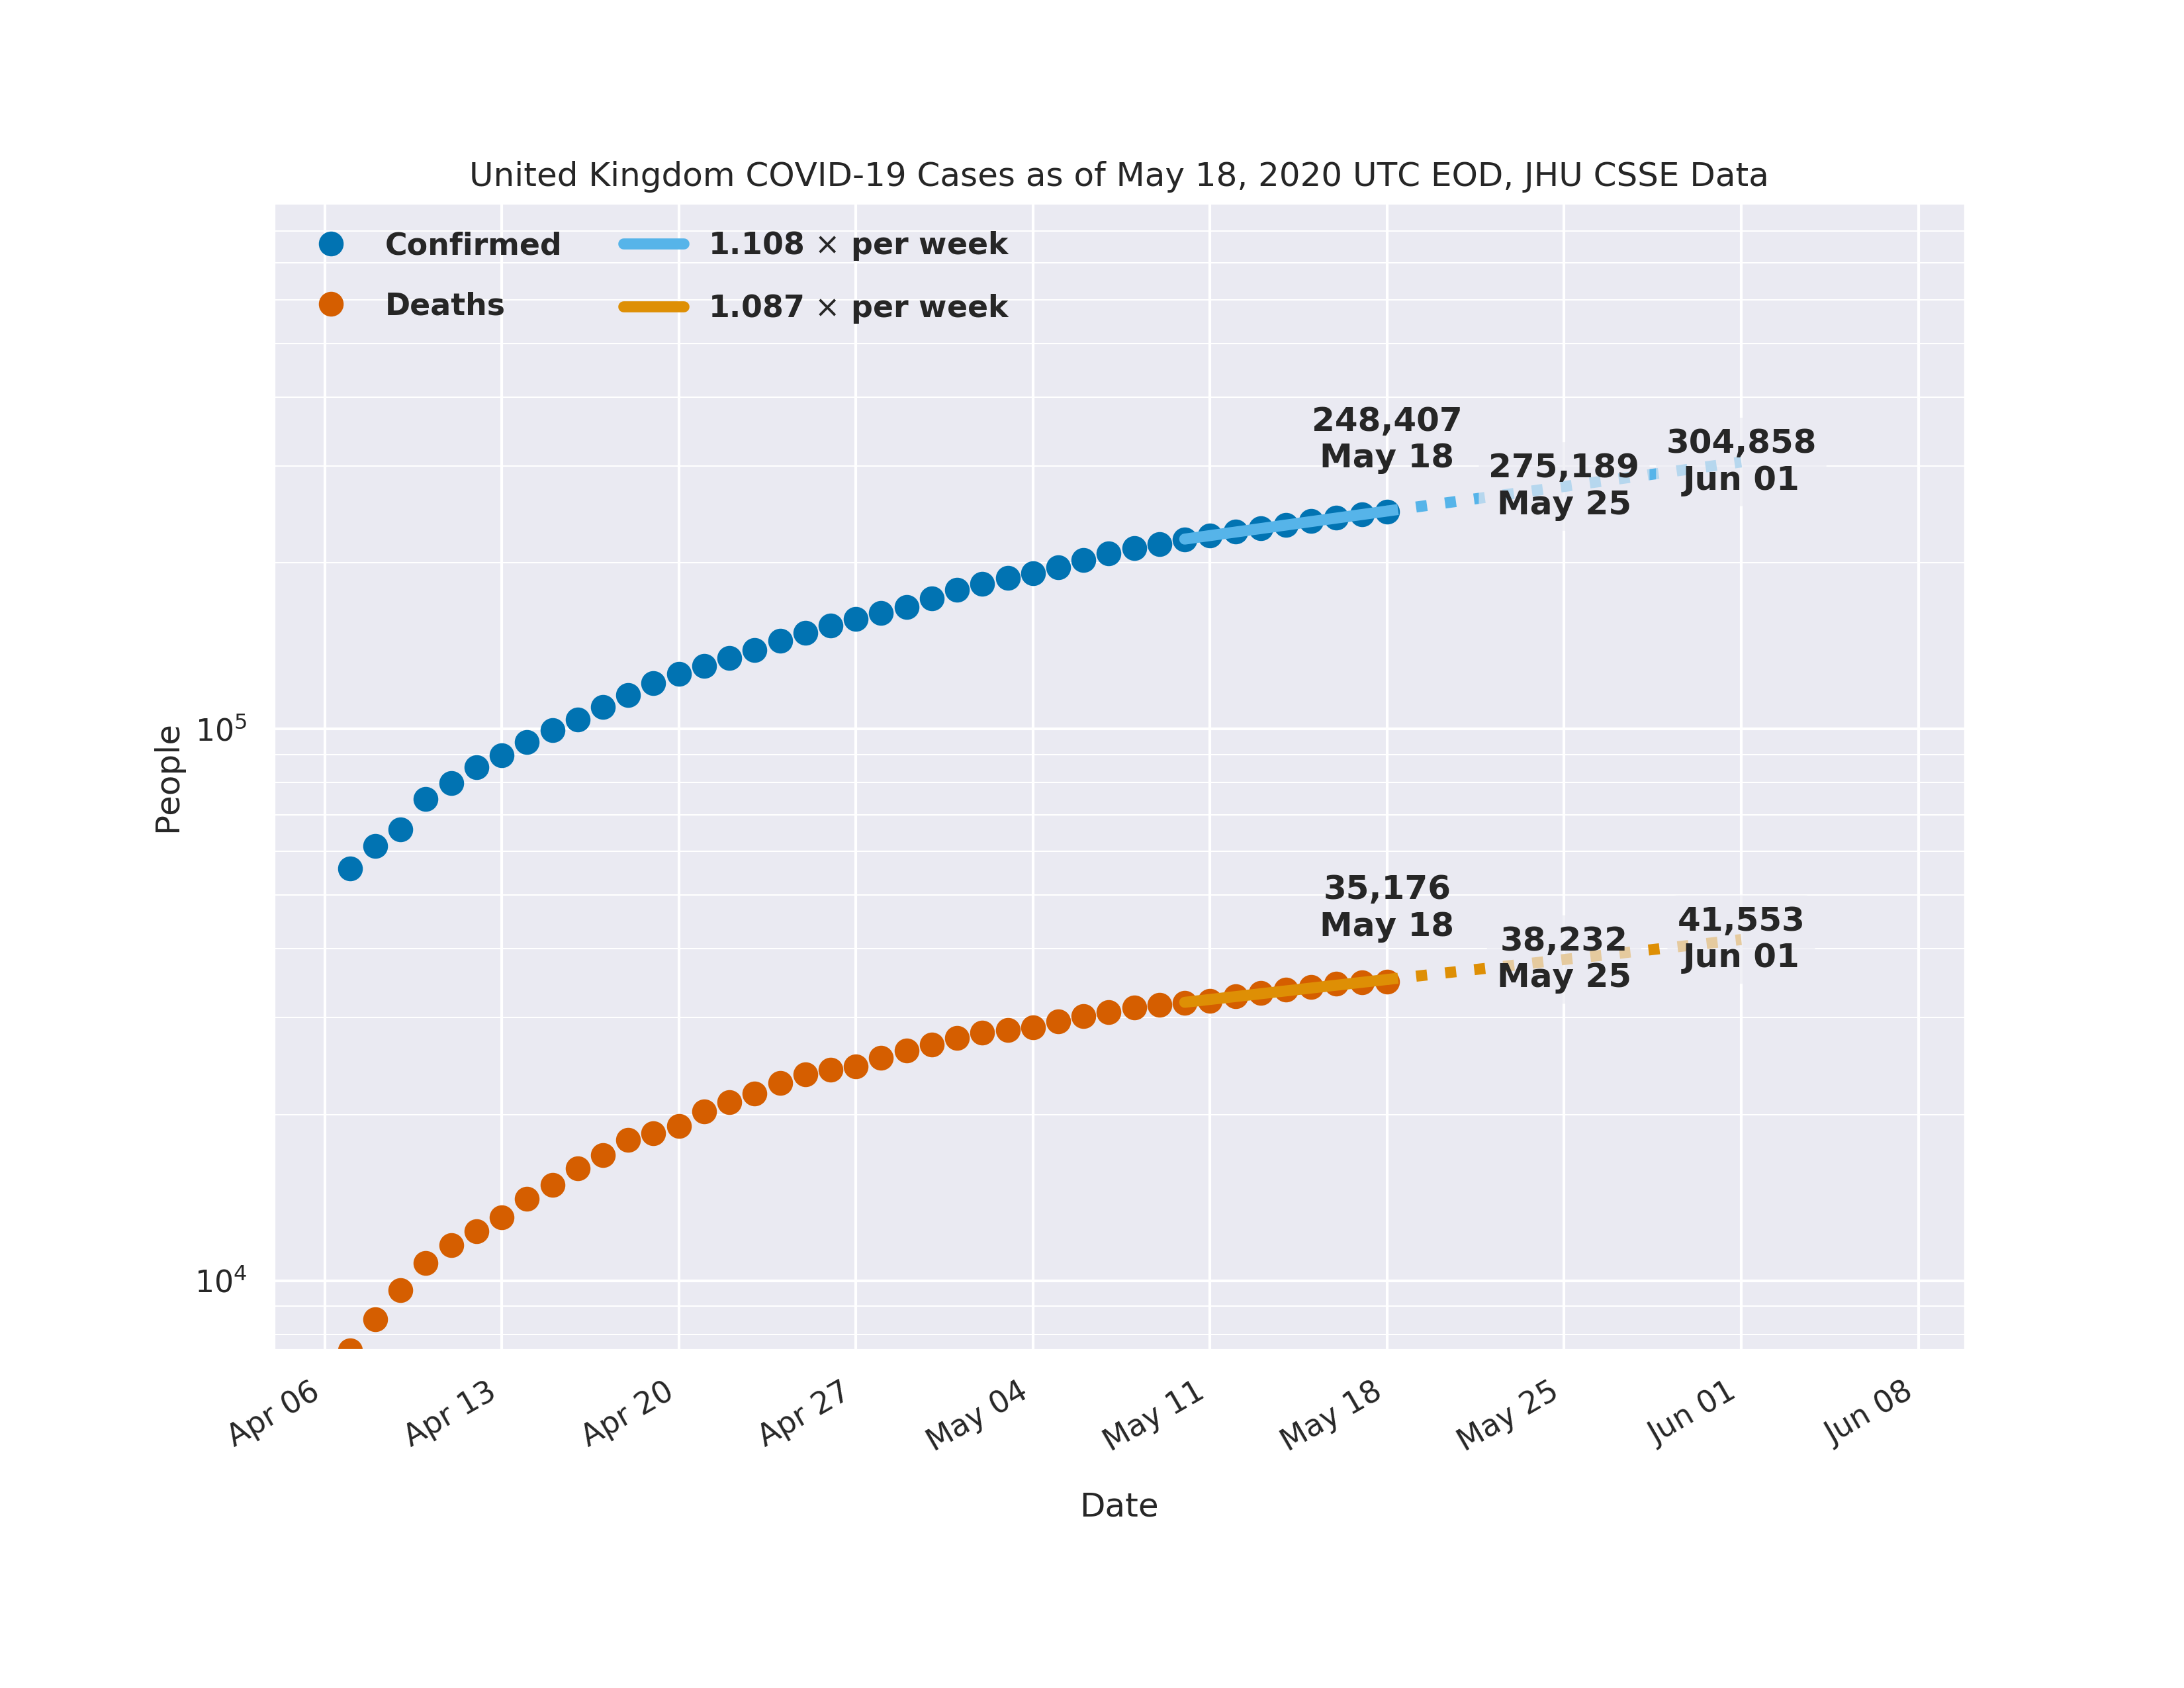 United Kingdom COVID-19 Cases as of May 18, 2020 UTC EOD, JHU CSSE Data
Confirmed
Deaths
1.108 × per week
1.087 × per week
248,407
May 18
275,189
May 25
304,858
Jun 01
35,176
May 18
38,232
May 25
41,553
Jun 01
People
10⁵
10⁴
Apr 06
Apr 13
Apr 20
Apr 27
May 04
May 11
May 18
May 25
Jun 01
Jun 08
Date